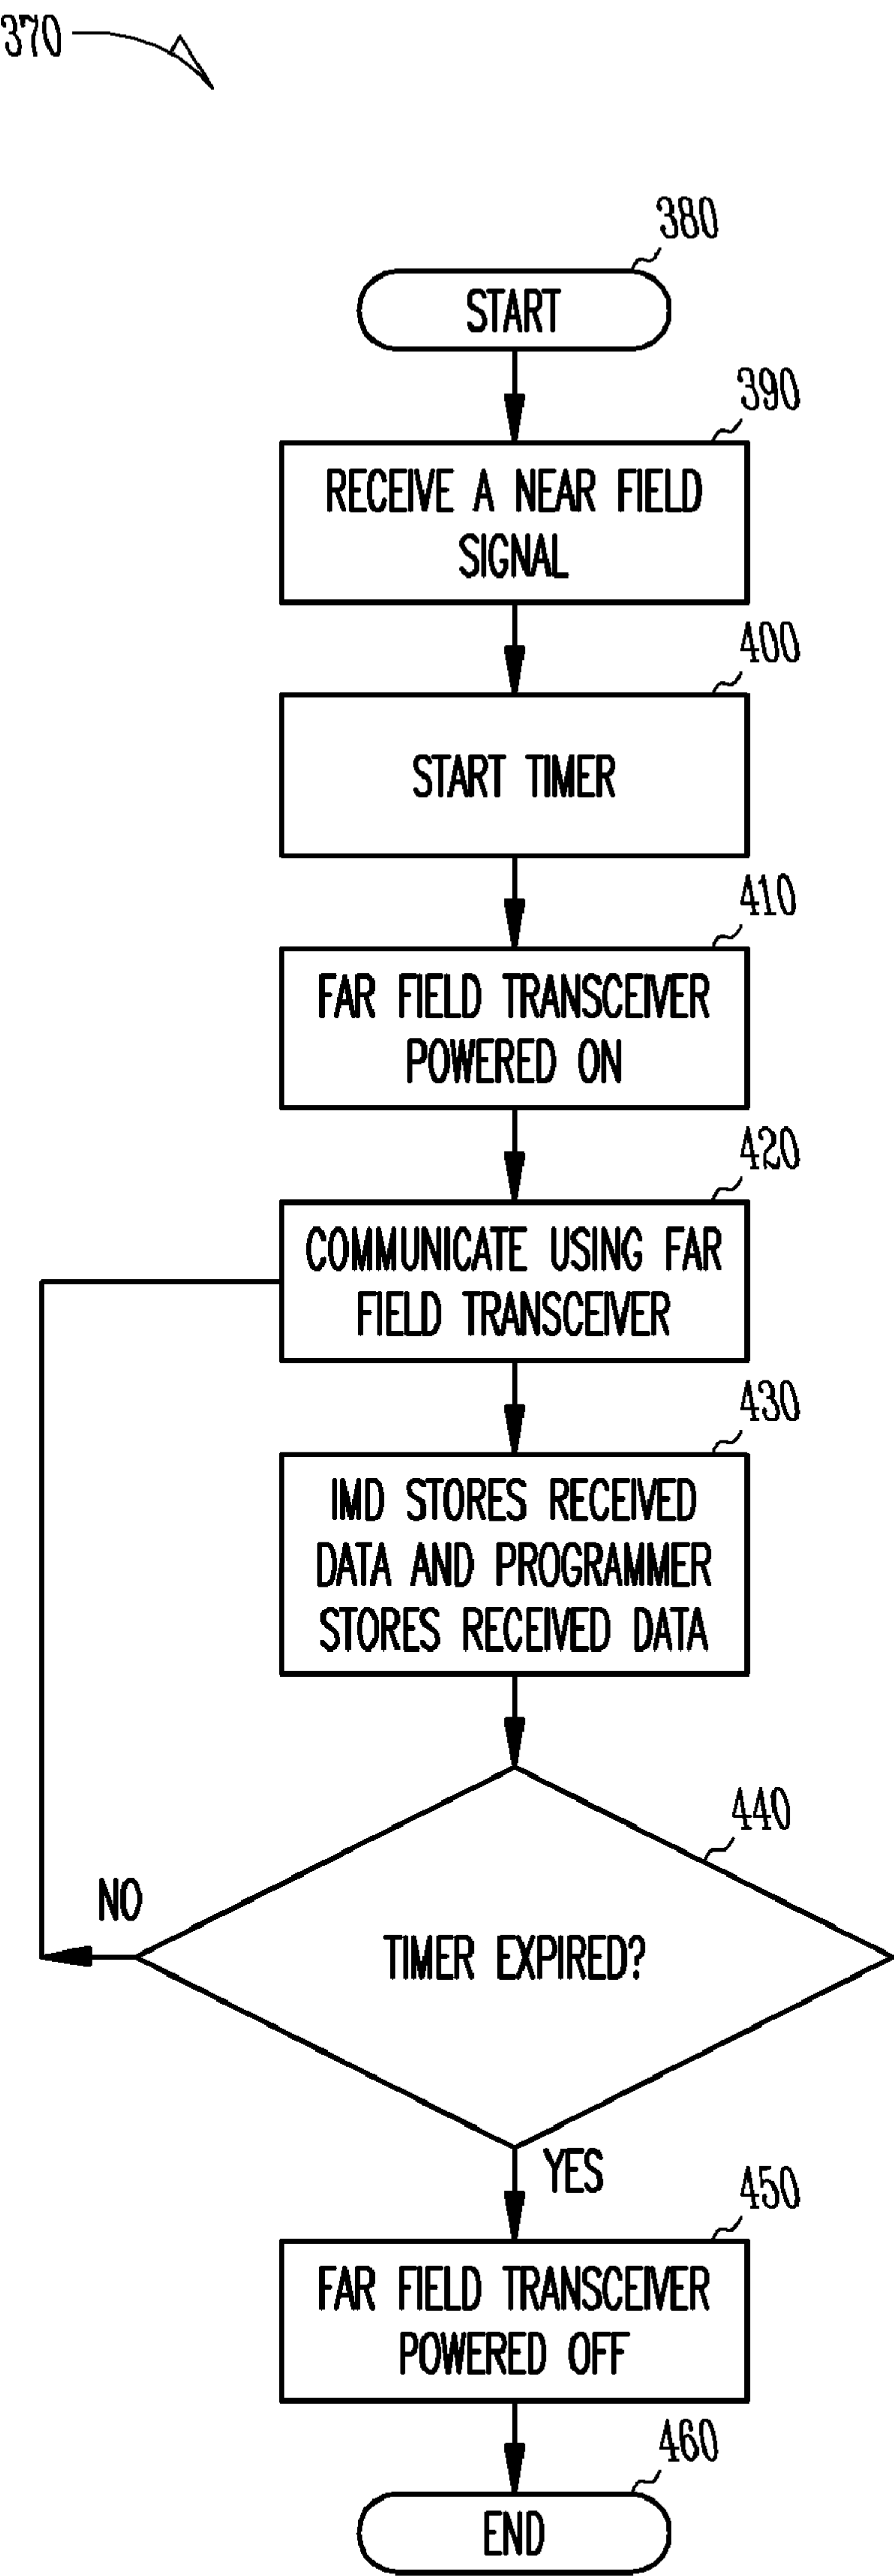 370
380
START
390
RECEIVE A NEAR FIELD
SIGNAL
400
START TIMER
410
FAR FIELD TRANSCEIVER
POWERED ON
420
COMMUNICATE USING FAR
FIELD TRANSCEIVER
430
IMD STORES RECEIVED
DATA AND PROGRAMMER
STORES RECEIVED DATA
440
NO
TIMER EXPIRED?
YES
450
FAR FIELD TRANSCEIVER
POWERED OFF
460
END